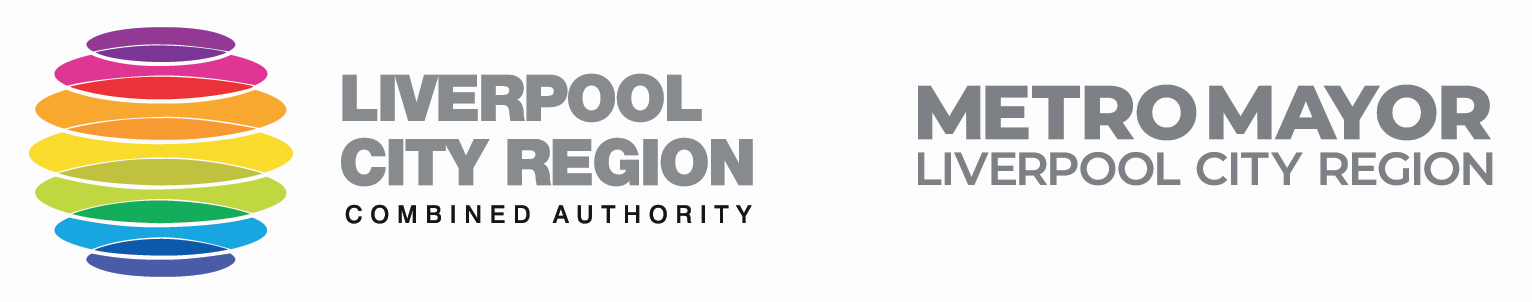 LIVERPOOL
CITY REGION
COMBINED AUTHORITY
METRO MAYOR
LIVERPOOL CITY REGION